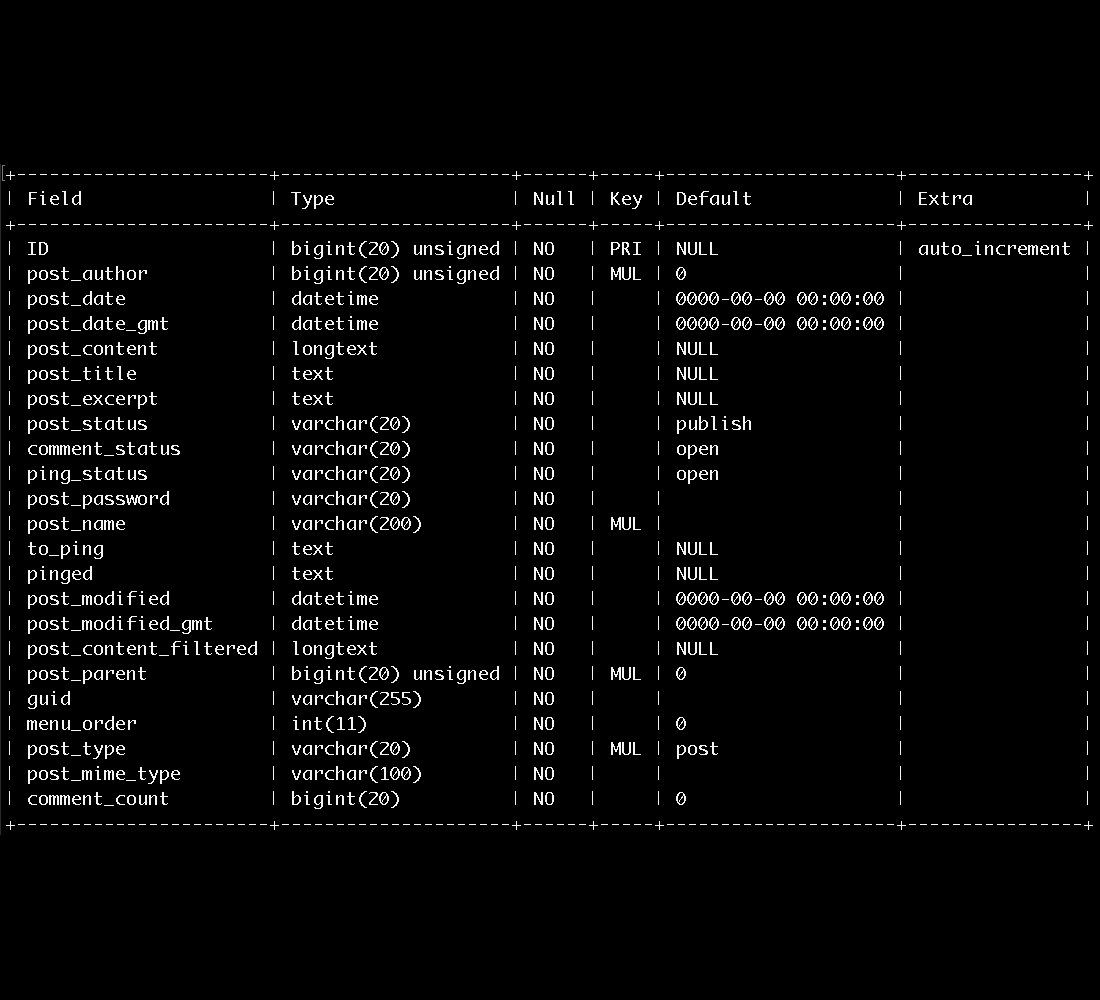 [+-----------------------+---------------------+------+-----+---------------------+----------------+
| Field                 | Type                | Null | Key | Default             | Extra          |
+-----------------------+---------------------+------+-----+---------------------+----------------+
| ID                    | bigint(20) unsigned | NO   | PRI | NULL                | auto_increment |
| post_author           | bigint(20) unsigned | NO   | MUL | 0                   |                |
| post_date             | datetime            | NO   |     | 0000-00-00 00:00:00 |                |
| post_date_gmt         | datetime            | NO   |     | 0000-00-00 00:00:00 |                |
| post_content          | longtext            | NO   |     | NULL                |                |
| post_title            | text                | NO   |     | NULL                |                |
| post_excerpt          | text                | NO   |     | NULL                |                |
| post_status           | varchar(20)         | NO   |     | publish             |                |
| comment_status        | varchar(20)         | NO   |     | open                |                |
| ping_status           | varchar(20)         | NO   |     | open                |                |
| post_password         | varchar(20)         | NO   |     |                     |                |
| post_name             | varchar(200)        | NO   | MUL |                     |                |
| to_ping               | text                | NO   |     | NULL                |                |
| pinged                | text                | NO   |     | NULL                |                |
| post_modified         | datetime            | NO   |     | 0000-00-00 00:00:00 |                |
| post_modified_gmt     | datetime            | NO   |     | 0000-00-00 00:00:00 |                |
| post_content_filtered | longtext            | NO   |     | NULL                |                |
| post_parent           | bigint(20) unsigned | NO   | MUL | 0                   |                |
| guid                  | varchar(255)        | NO   |     |                     |                |
| menu_order            | int(11)             | NO   |     | 0                   |                |
| post_type             | varchar(20)         | NO   | MUL | post                |                |
| post_mime_type        | varchar(100)        | NO   |     |                     |                |
| comment_count         | bigint(20)          | NO   |     | 0                   |                |
+-----------------------+---------------------+------+-----+---------------------+----------------+